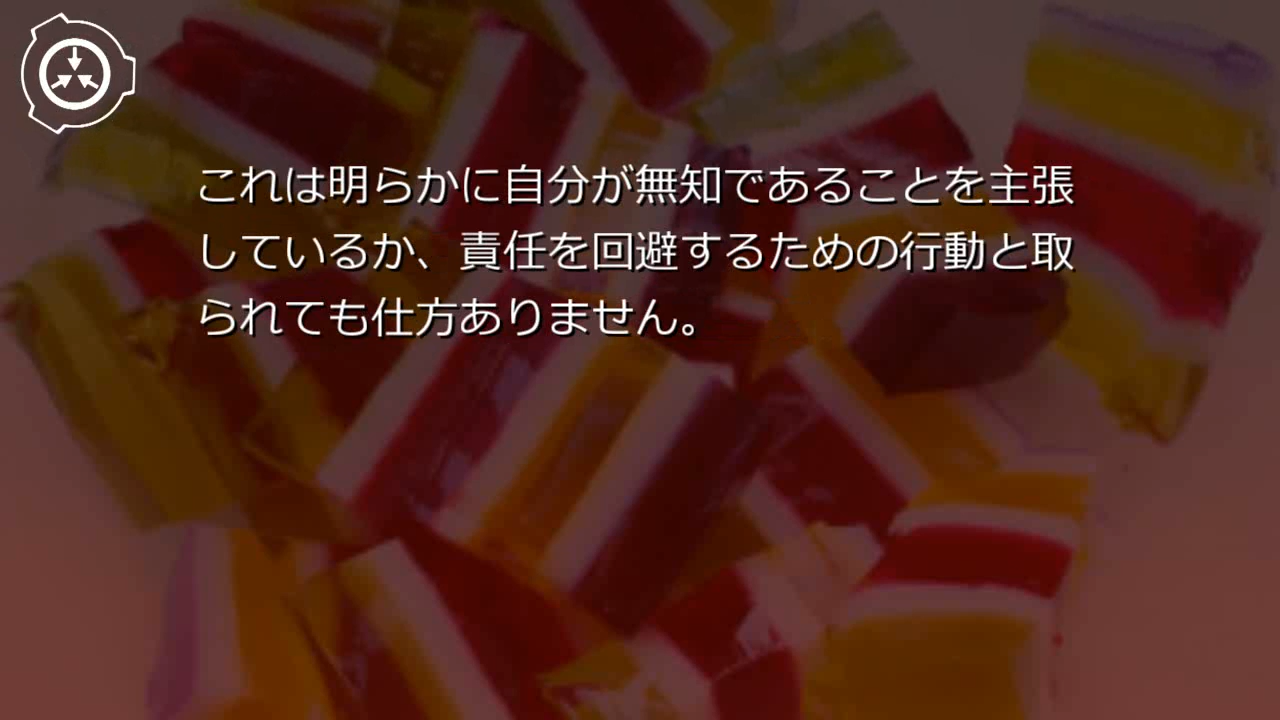 これは明らかに自分が無知であることを主張
しているか、責任を回避するための行動と取
られても仕方ありません。